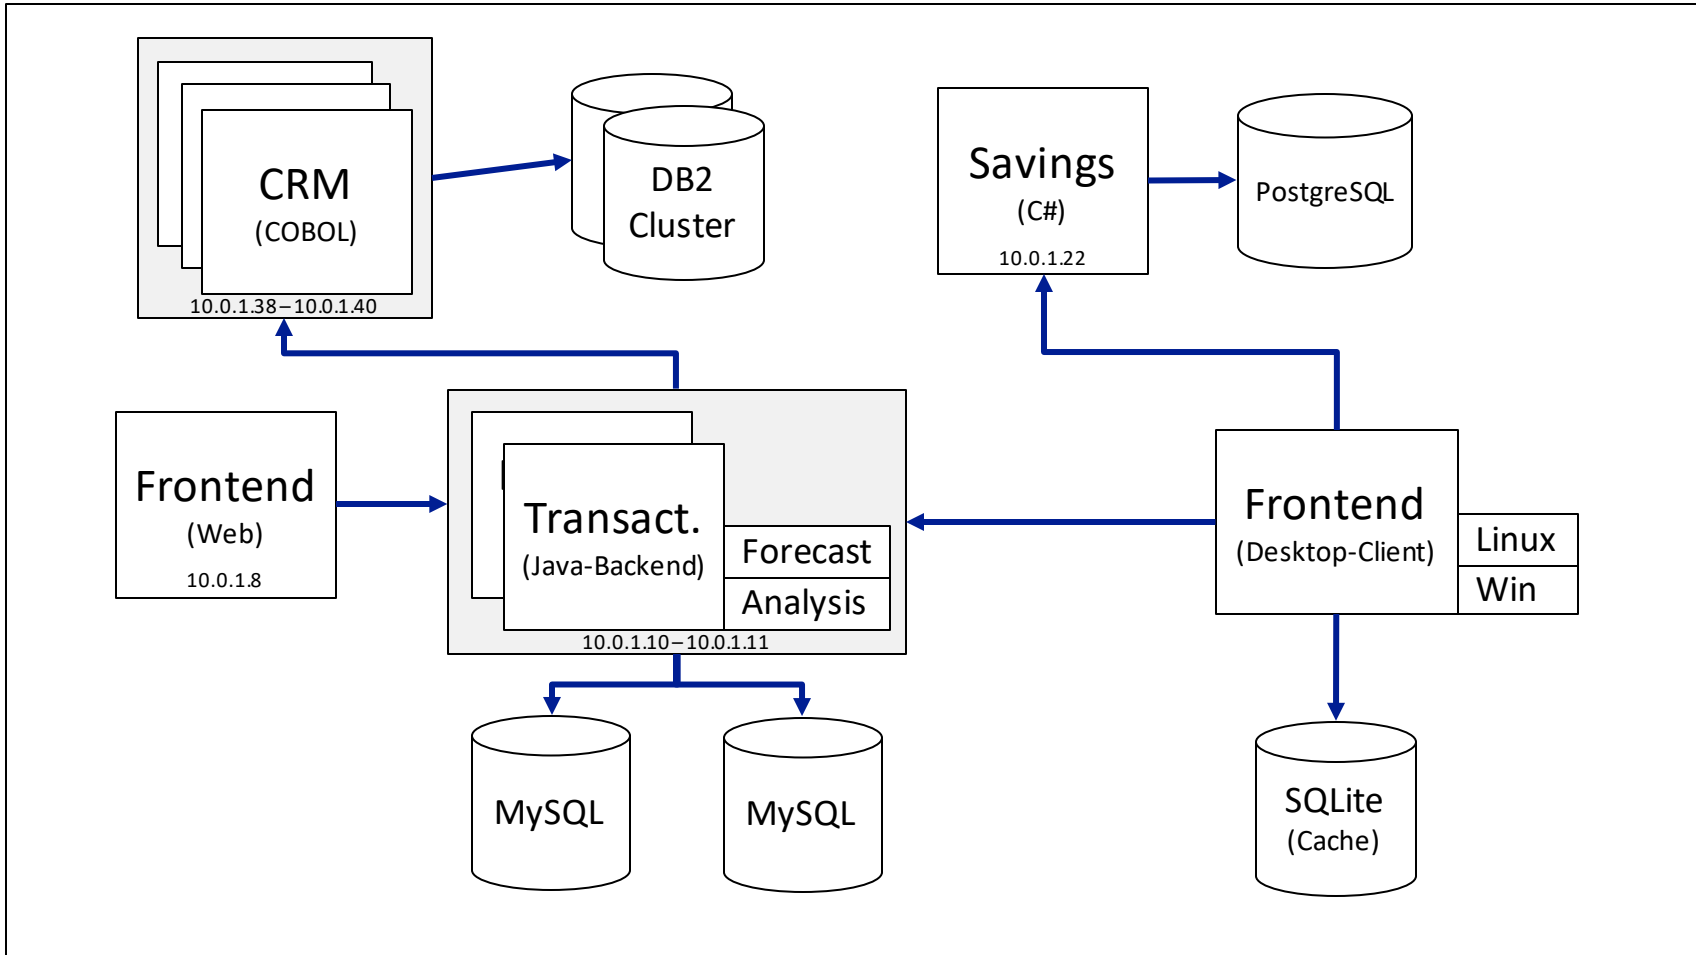 CRM
(COBOL)
10.0.1.38 – 10.0.1.40
DB2
Cluster
Savings
(C#)
10.0.1.22
PostgreSQL
Frontend
(Web)
10.0.1.8
Transact.
(Java-Backend)
Forecast
Analysis
10.0.1.10 – 10.0.1.11
Frontend
(Desktop-Client)
Linux
Win
MySQL
MySQL
SQLite
(Cache)